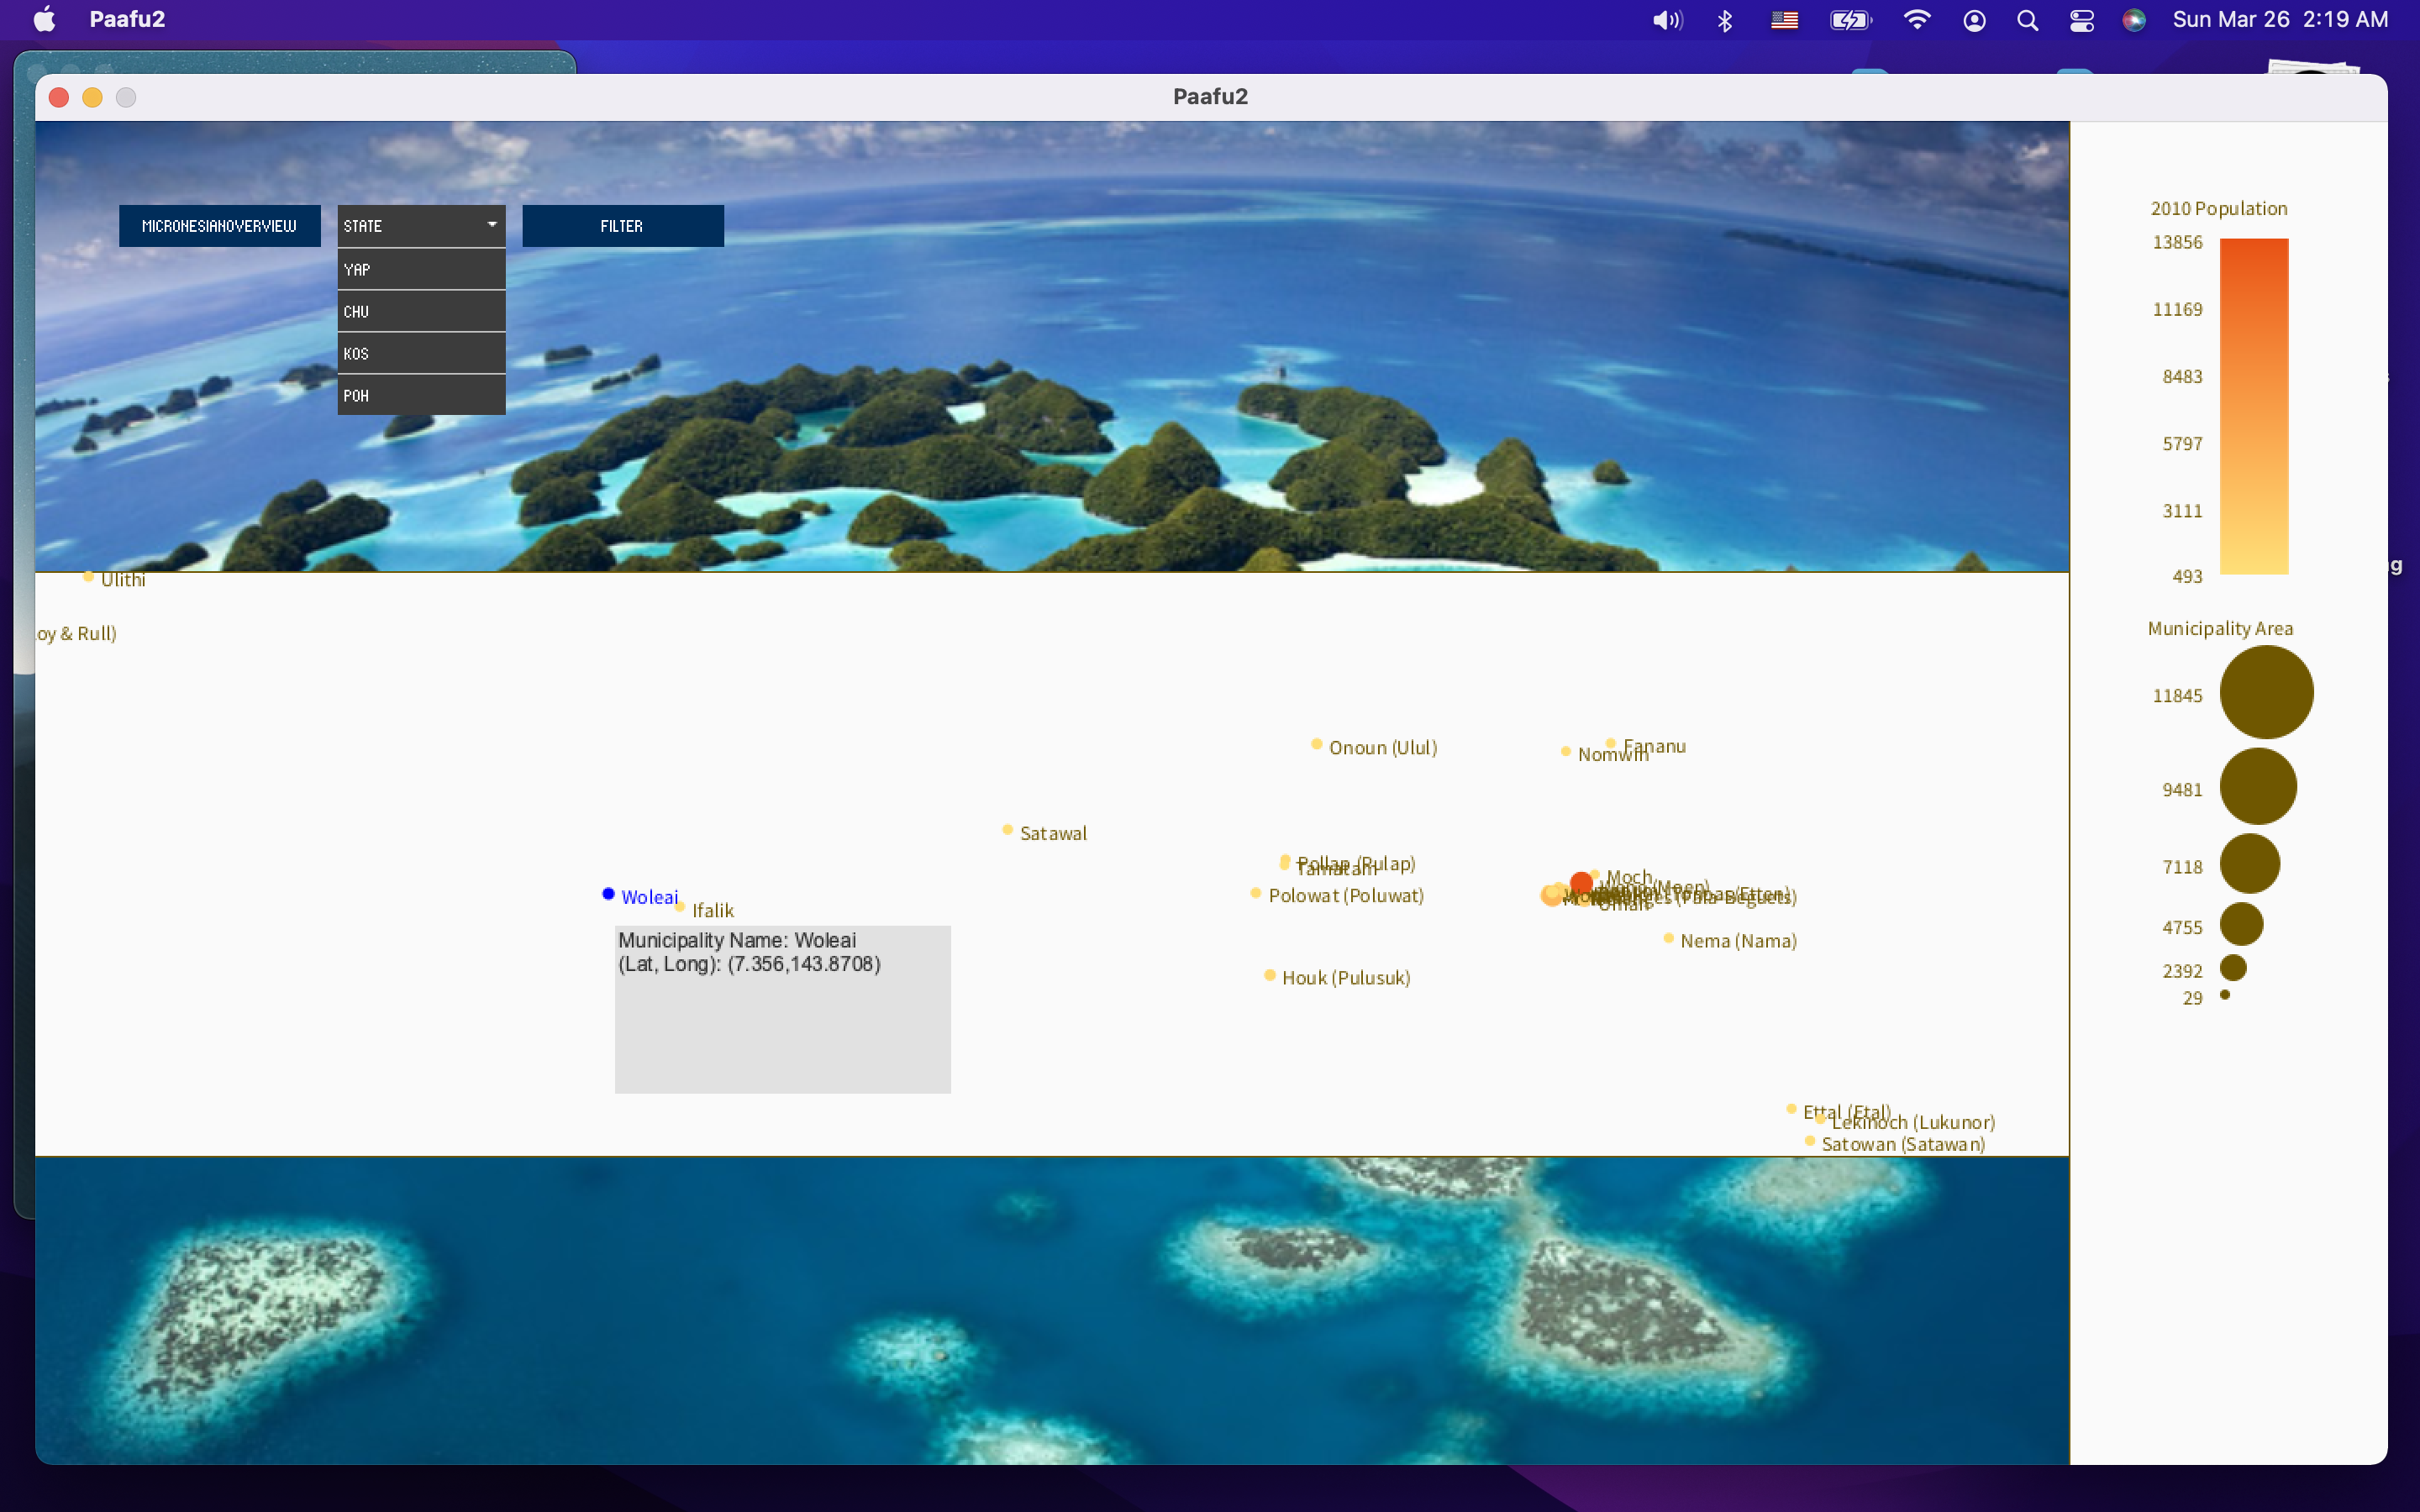 Paafu2
Sun Mar 26 2:19 AM
Paafu2
MICRONESIANOVERVIEW
STATE
FILTER
YAP
CHU
KOS
POH
2010 Population
13856
11169
8483
5797
3111
493
Municipality Area
11845
9481
7118
4755
2392
29
Ulithi
oy & Rull)
Onoun (Ulul)
Fananu
Nomwin
Satawal
Pollap (Pulap)
Tamatam
Woleai
Ifalik
Polowat (Poluwat)
Moch
(Moen)
Uman
Nema (Nama)
Municipality Name: Woleai
(Lat, Long): (7.356,143.8708)
Houk (Pulusuk)
Ettal (Etal)
Lekinoch (Lukunor)
Satowan (Satawan)
g